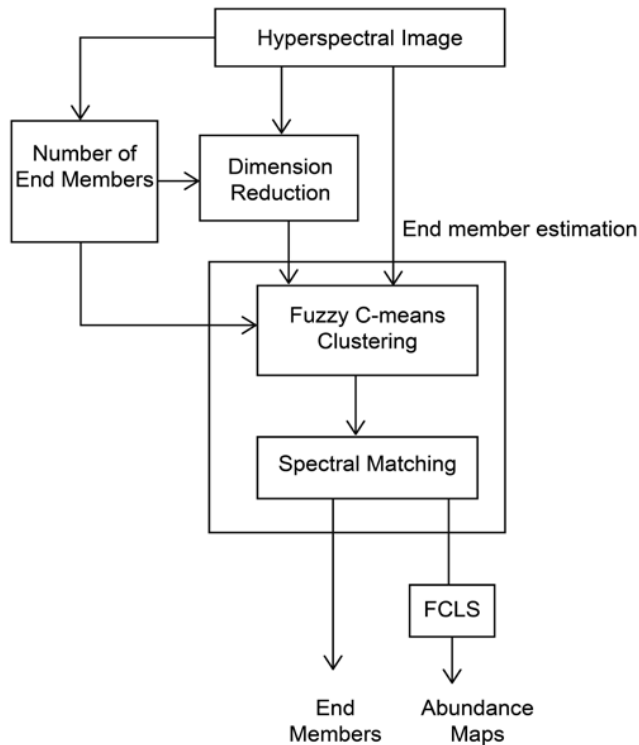 Hyperspectral Image
Number of
End Members
Dimension
Reduction
End member estimation
Fuzzy C-means
Clustering
Spectral Matching
FCLS
End
Members
Abundance
Maps